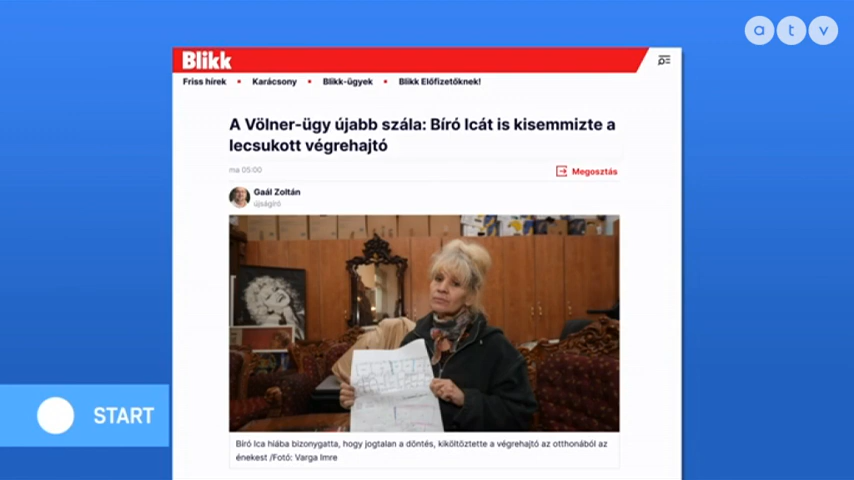 atv
Blikk
Friss hírek • Karácsony • Blikk-ügyek • Blikk Előfizetőknek!
A Völner-ügy újabb szála: Bíró Icát is kisemmizte a
lecsukott végrehajtó
ma 05:00
Megosztás
Gaál Zoltán
újságíró
START
Bíró Ica hiába bizonygatta, hogy jogtalan a döntés, kiköltöztette a végrehajtó az otthonából az
énekest /Fotó: Varga Imre